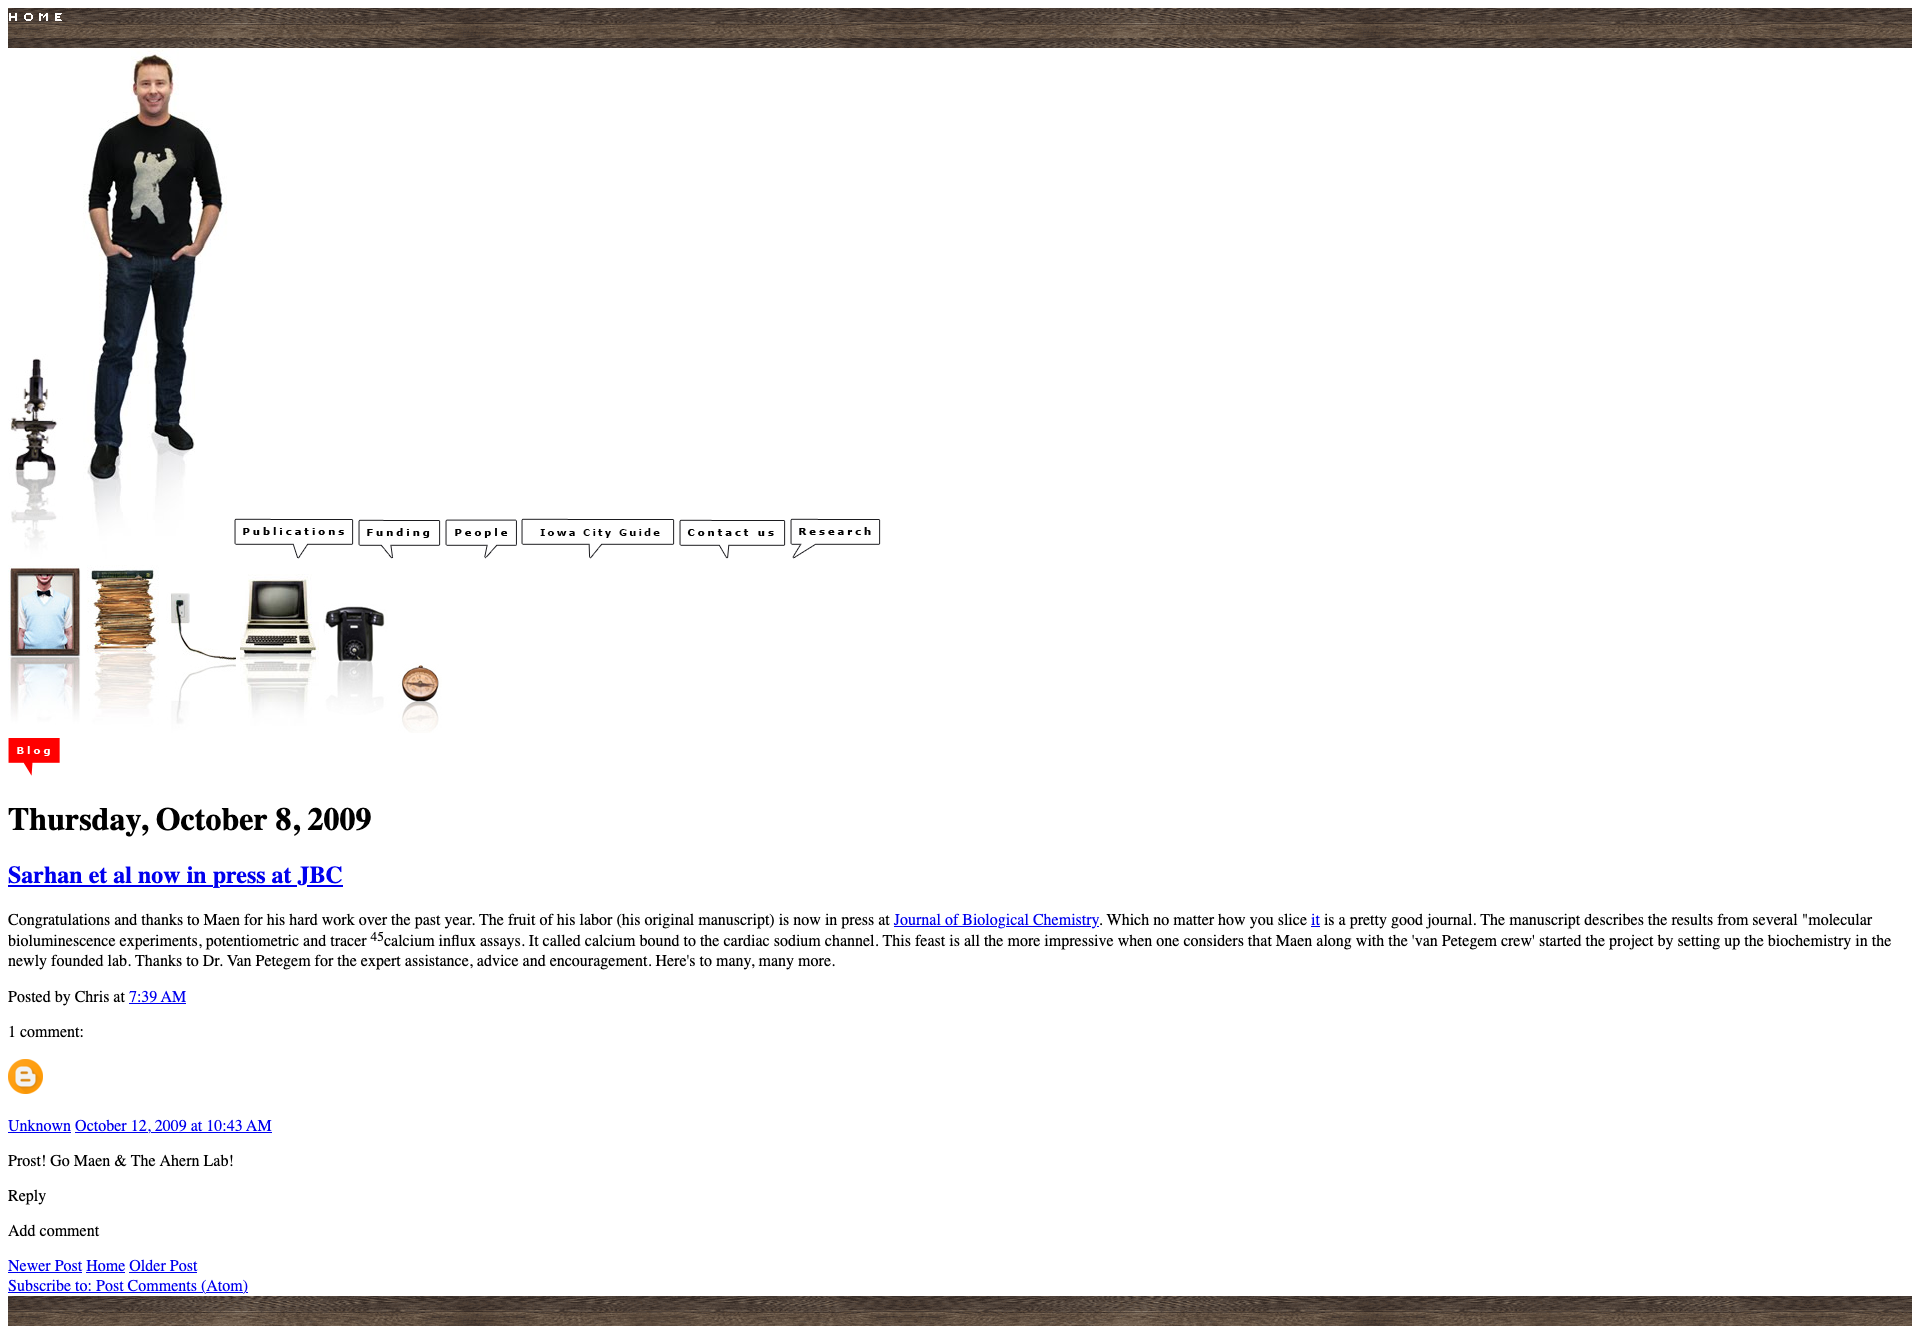 HOME
Publications Funding People Iowa City Guide Contact us Research
Blog
Thursday, October 8, 2009
Sarhan et al now in press at JBC
Congratulations and thanks to Maen for his hard work over the past year. The fruit of his labor (his original manuscript) is now in press at Journal of Biological Chemistry. Which no matter how you slice it is a pretty good journal. The manuscript describes the results from several "molecular
bioluminescence experiments, potentiometric and tracer 45calcium influx assays. It called calcium bound to the cardiac sodium channel. This feast is all the more impressive when one considers that Maen along with the 'van Petegem crew' started the project by setting up the biochemistry in the
newly founded lab. Thanks to Dr. Van Petegem for the expert assistance, advice and encouragement. Here's to many, many more.
Posted by Chris at 7:39 AM
1 comment:
Unknown October 12, 2009 at 10:43 AM
Prost! Go Maen & The Ahern Lab!
Reply
Add comment
Newer Post Home Older Post
Subscribe to: Post Comments (Atom)